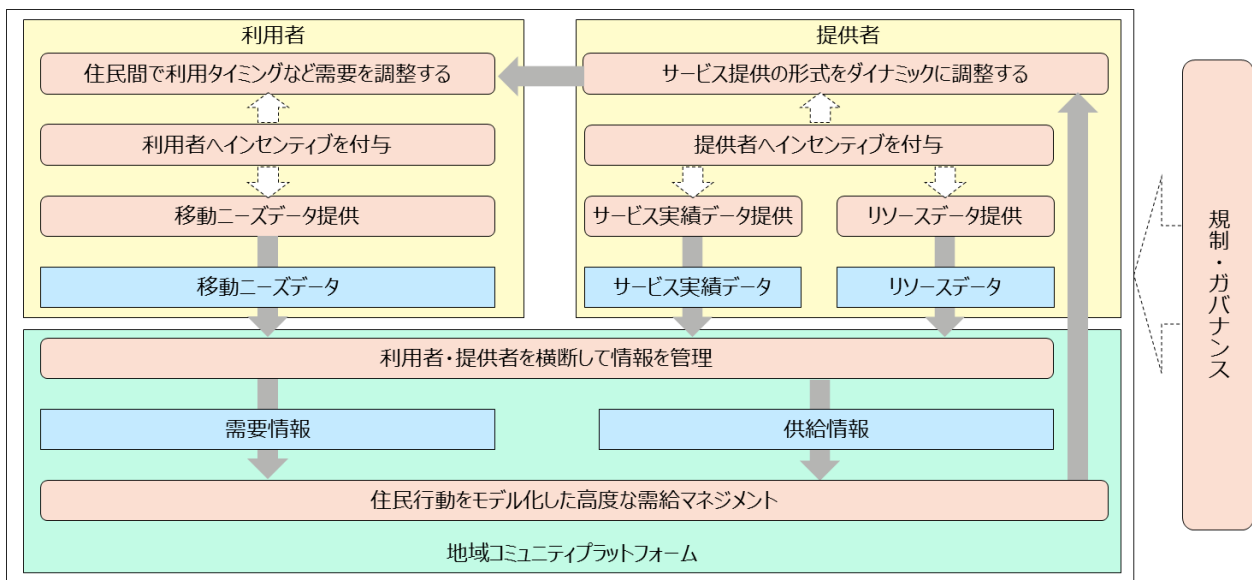 利用者
提供者
住民間で利用タイミングなど需要を調整する
サービス提供の形式をダイナミックに調整する
利用者へインセンティブを付与
提供者へインセンティブを付与
移動ニーズデータ提供
サービス実績データ提供
リソースデータ提供
移動ニーズデータ
サービス実績データ
リソースデータ
利用者・提供者を横断して情報を管理
需要情報
供給情報
住民行動をモデル化した高度な需給マネジメント
地域コミュニティプラットフォーム
規制・ガバナンス